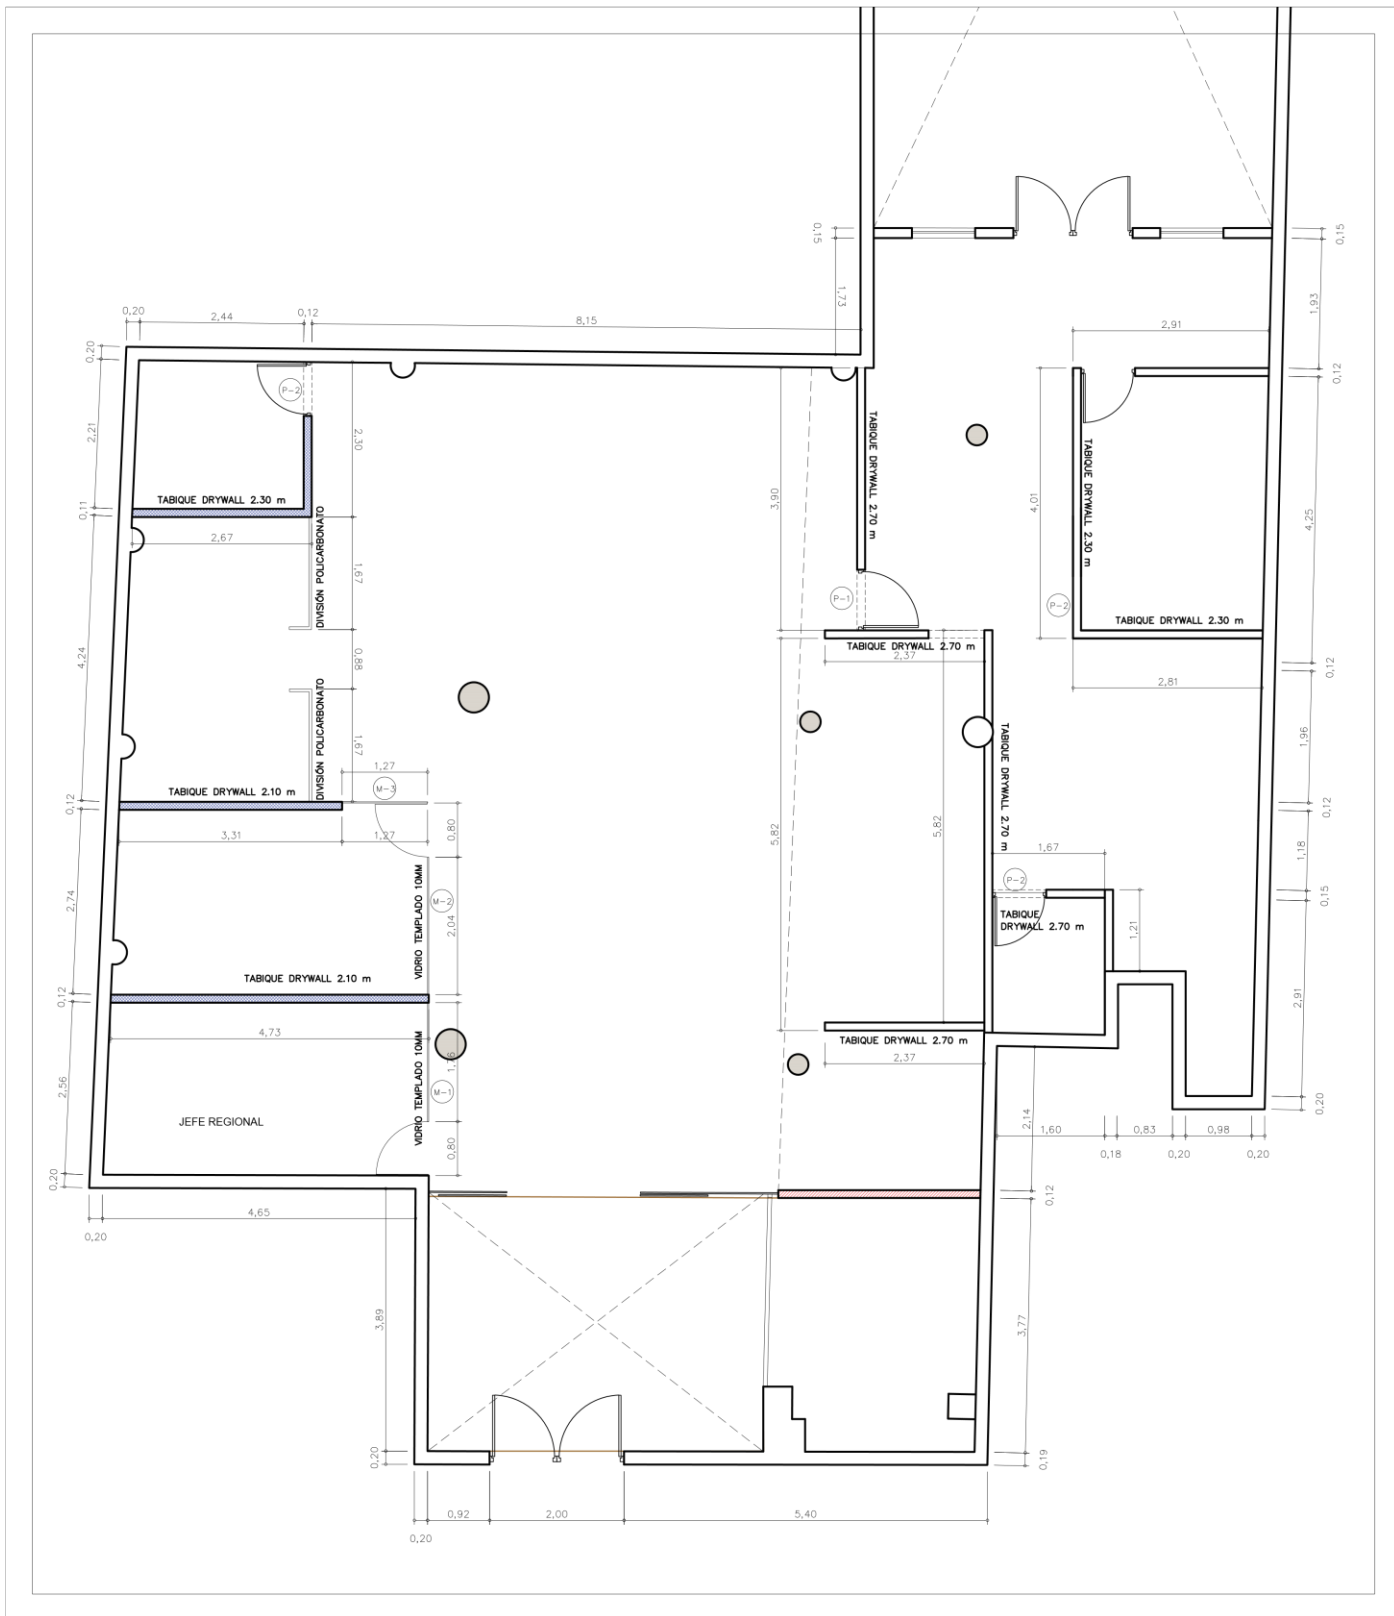 0,15
0,15
1,73
1,93
0,20
2,44
0,12
8,15
2,91
0,20
0,12
P-2
2,21
2,30
TABIQUE DRYWALL 2.70 m
3,90
4,01
TABIQUE DRYWALL 2.30 m
4,25
TABIQUE DRYWALL 2.30 m
0,11
2,67
DIVISIÓN POLICARBONATO
1,67
P-1
P-2
TABIQUE DRYWALL 2.30 m
TABIQUE DRYWALL 2.70 m
2,37
4,24
0,88
0,12
2,81
DIVISIÓN POLICARBONATO
1,67
TABIQUE DRYWALL 2.70 m
1,96
1,27
M-3
TABIQUE DRYWALL 2.10 m
0,12
0,12
3,31
1,27
0,80
5,82
5,82
1,67
1,18
P-2
2,74
VIDRIO TEMPLADO 10MM
M-2
2,04
0,15
TABIQUE
DRYWALL 2.70 m
1,21
TABIQUE DRYWALL 2.10 m
0,12
2,91
4,73
TABIQUE DRYWALL 2.70 m
2,37
VIDRIO TEMPLADO 10MM
1,76
M-1
2,56
JEFE REGIONAL
2,14
0,20
1,60
0,83
0,98
0,18
0,20
0,20
0,80
0,20
0,12
4,65
0,20
3,89
3,77
0,20
0,19
0,92
2,00
5,40
0,20